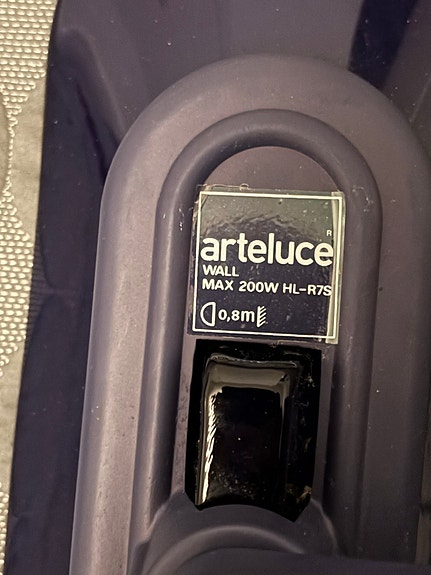 arteluce®
WALL
MAX 200W HL-R7S
0,8m